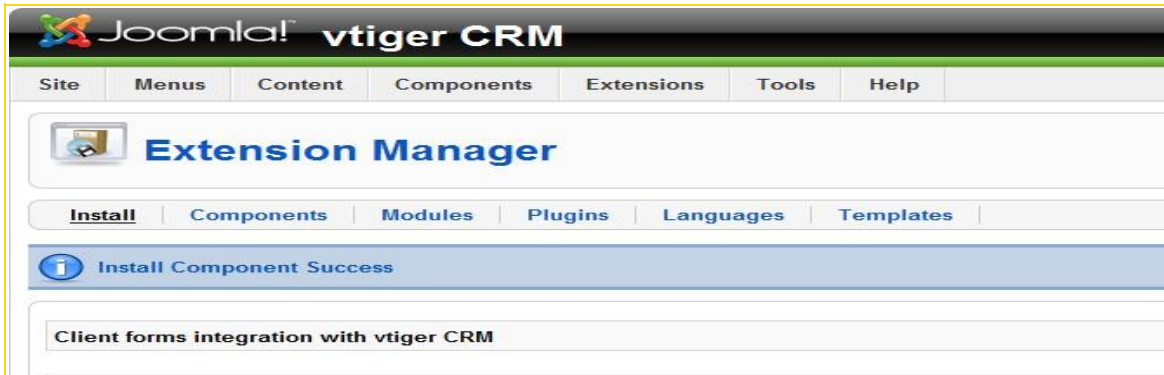 Joomla! vtiger CRM
Site Menus Content Components Extensions Tools Help
Extension Manager
Install Components Modules Plugins Languages Templates
Install Component Success
Client forms integration with vtiger CRM